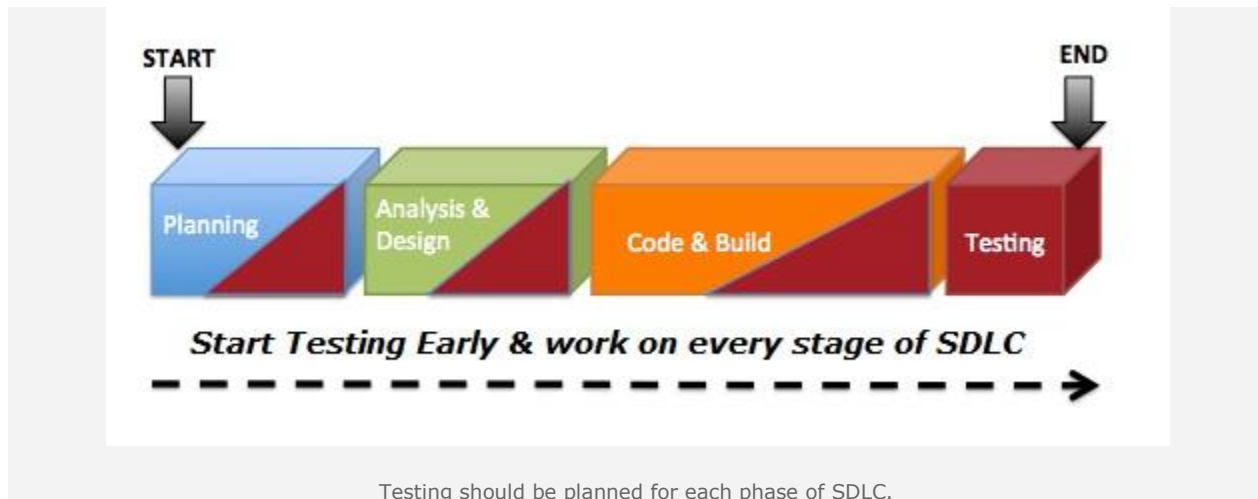 START
END
Planning
Analysis &
Design
Code & Build
Testing
Start Testing Early & work on every stage of SDLC
Testing should be planned for each phase of SDLC.